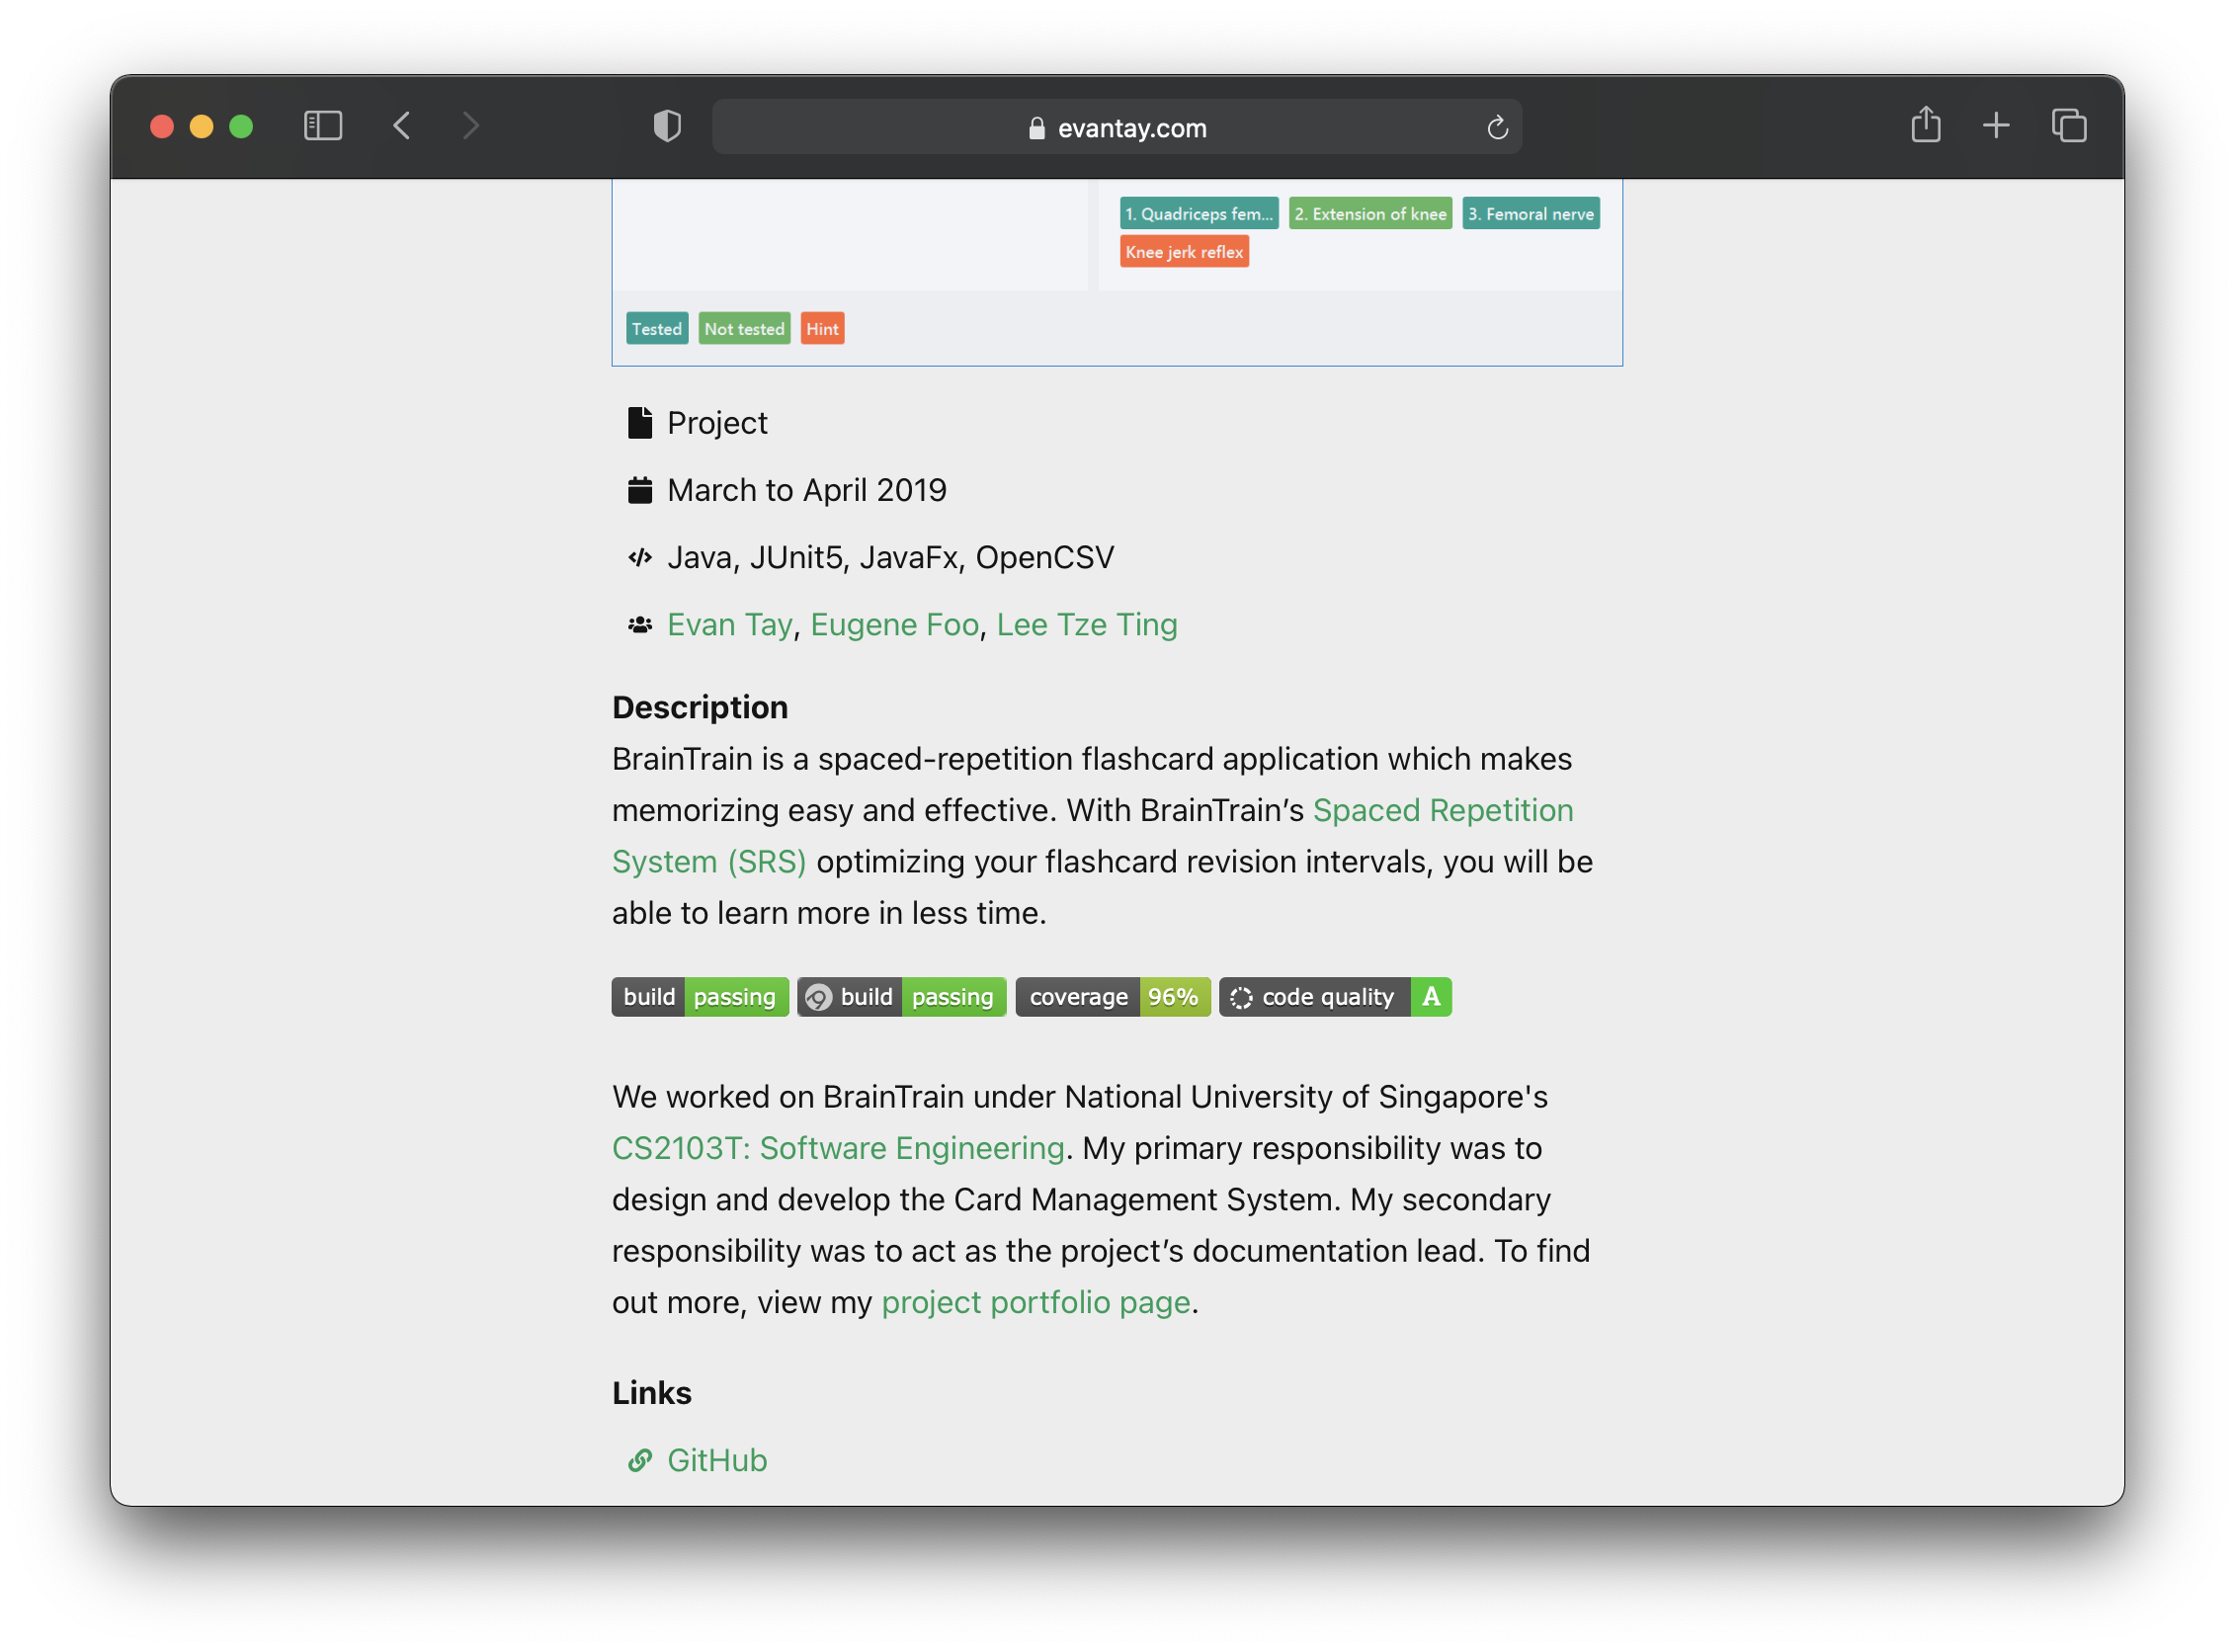 evantay.com
1. Quadriceps fem... 2. Extension of knee 3. Femoral nerve
Knee jerk reflex
Tested Not tested Hint
Project
March to April 2019
Java, JUnit5, JavaFx, OpenCSV
Evan Tay, Eugene Foo, Lee Tze Ting
Description
BrainTrain is a spaced-repetition flashcard application which makes
memorizing easy and effective. With BrainTrain’s Spaced Repetition
System (SRS) optimizing your flashcard revision intervals, you will be
able to learn more in less time.
build passing build passing coverage 96% code quality A
We worked on BrainTrain under National University of Singapore's
CS2103T: Software Engineering. My primary responsibility was to
design and develop the Card Management System. My secondary
responsibility was to act as the project’s documentation lead. To find
out more, view my project portfolio page.
Links
GitHub